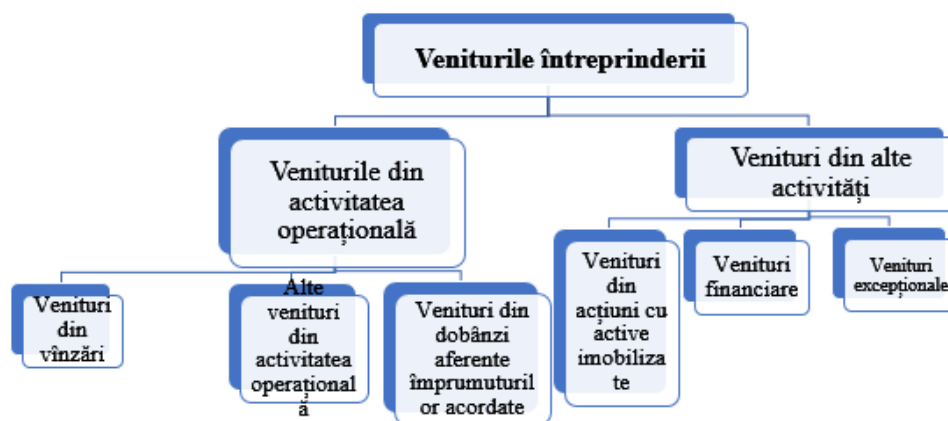 Veniturile întreprinderii
Veniturile din
activitatea
operațională
Venituri din alte
activități
Venituri
din
vînzări
Alte
venituri
din
activitatea
operațional
ă
Venituri din
dobânzi
aferente
împrumuturil
or acordate
Venituri
din
acțiuni cu
active
imobiliza
te
Venituri
financiare
Venituri
excepționale